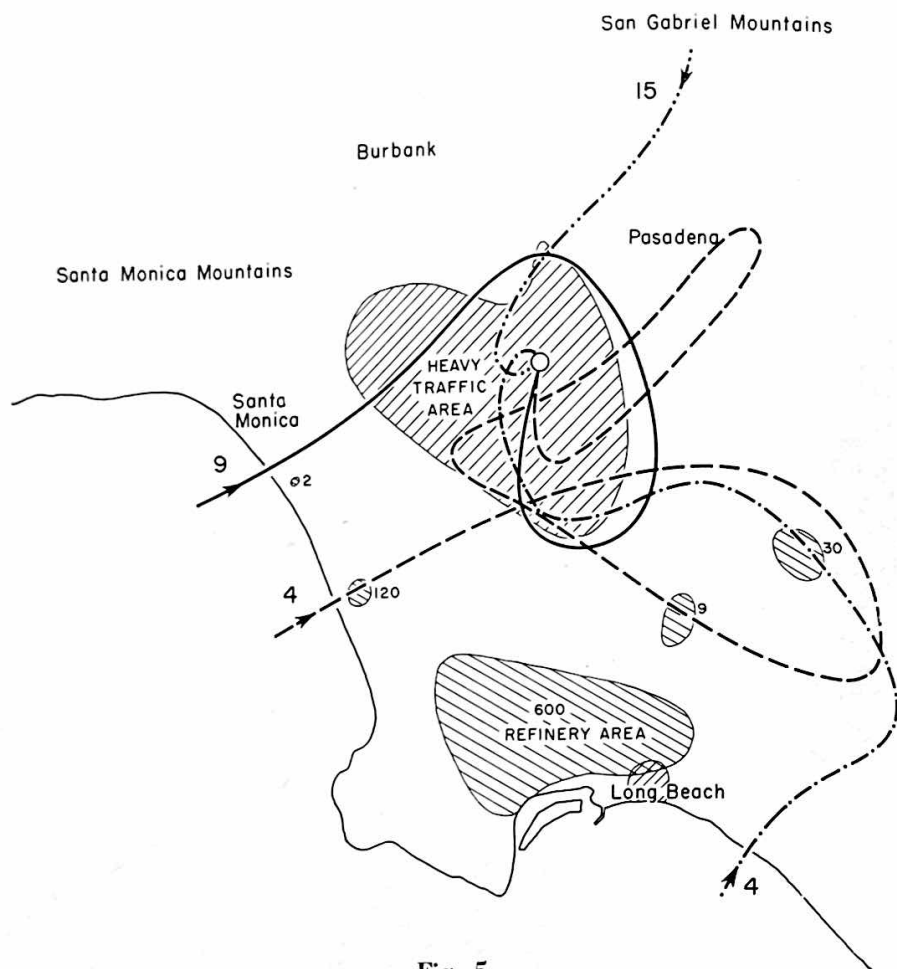 San Gabriel Mountains
15
Burbank
Pasadena
Santa Monica Mountains
HEAVY
TRAFFIC
AREA
Santa
Monica
9
2
30
4
120
9
600
REFINERY AREA
Long Beach
4
Fig. 5